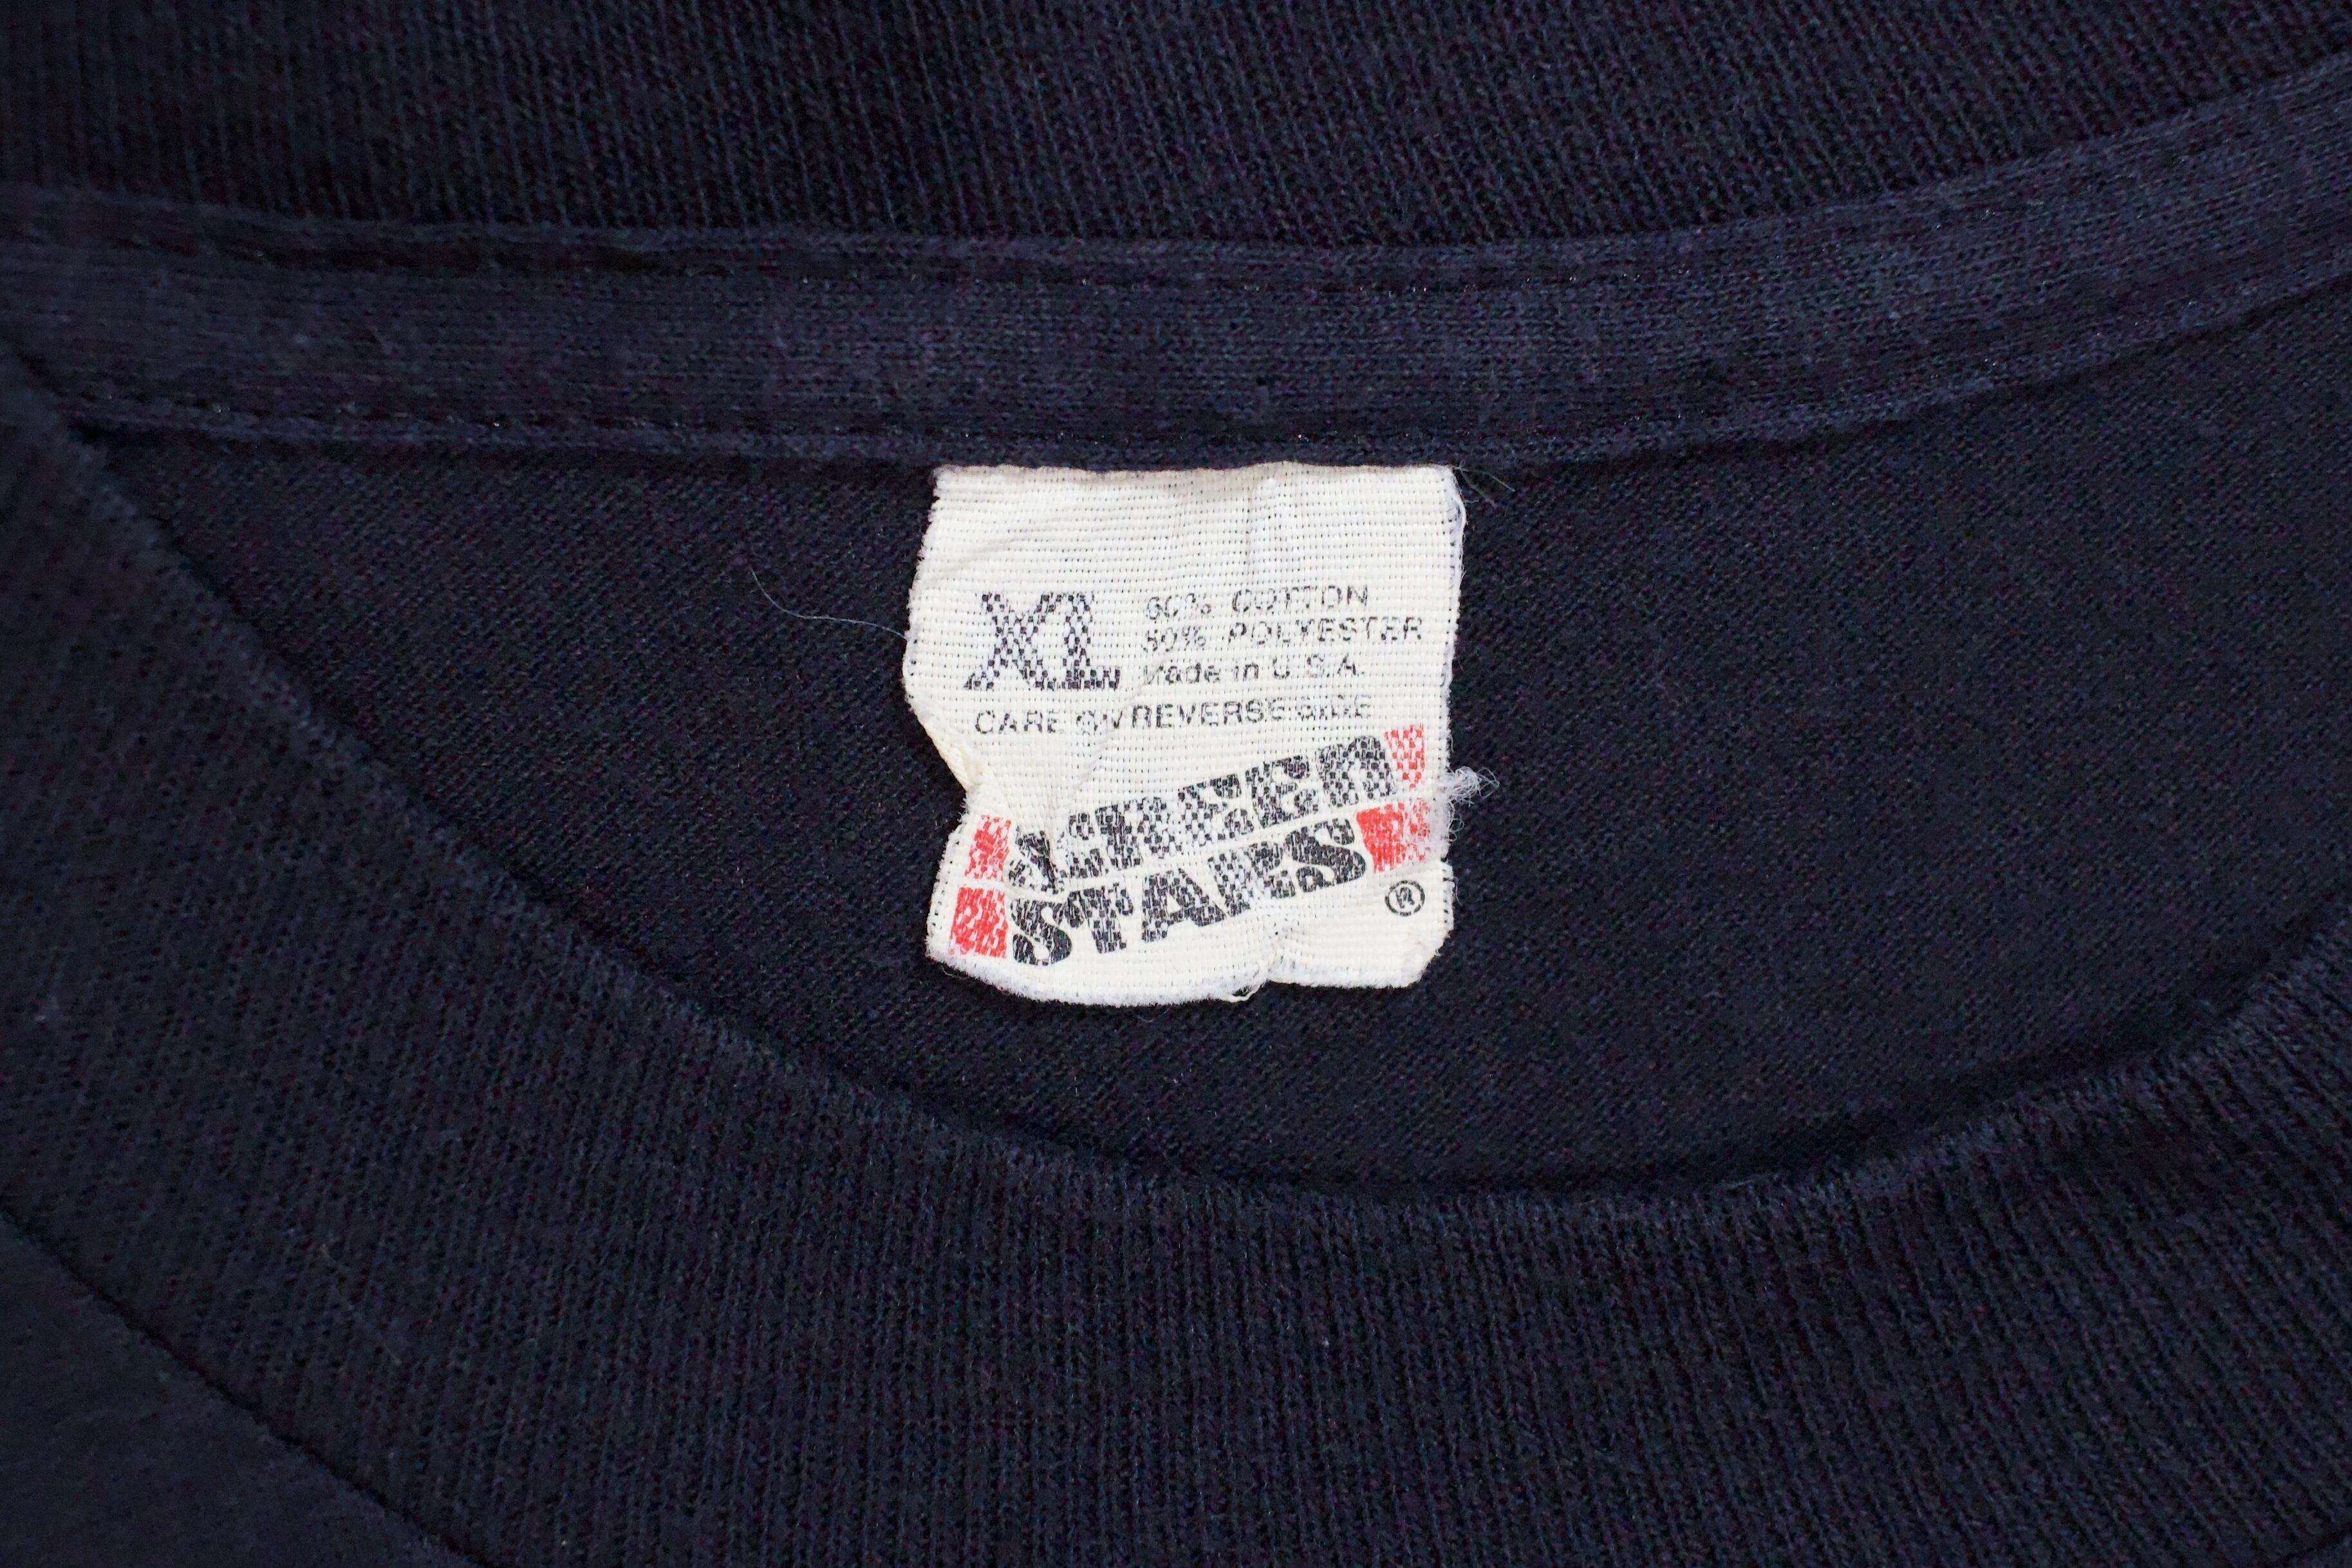 XL
50% COTTON
50% POLYESTER
Made in U.S.A.
CARE ON REVERSE SIDE
SCREEN
STARS
®